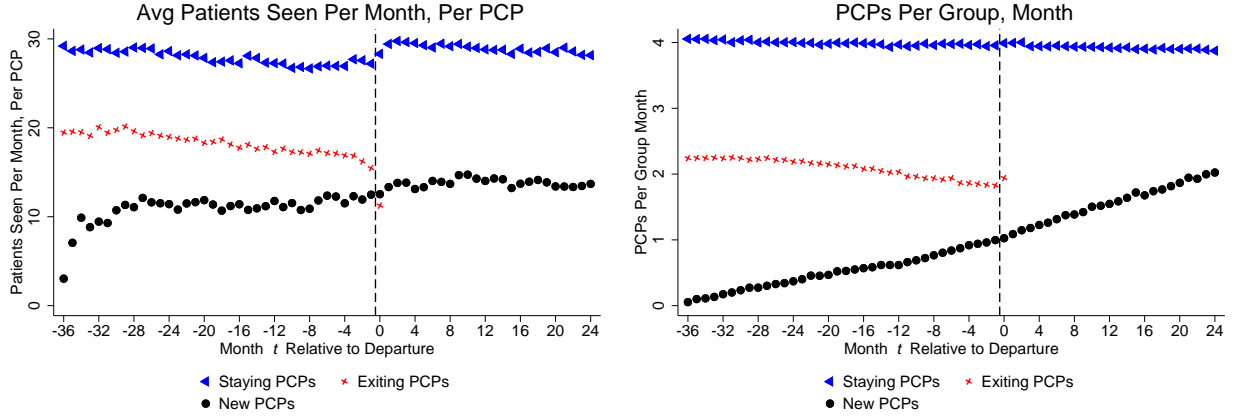 Avg Patients Seen Per Month, Per PCP
Patients Seen Per Month, Per PCP
30
20
10
0
-36 -32 -28 -24 -20 -16 -12 -8 -4 0 4 8 12 16 20 24
Month t Relative to Departure
Staying PCPs Exiting PCPs
New PCPs
PCPs Per Group, Month
PCPs Per Group Month
4
2
1
0
-36 -32 -28 -24 -20 -16 -12 -8 -4 0 4 8 12 16 20 24
Month t Relative to Departure
Staying PCPs Exiting PCPs
New PCPs